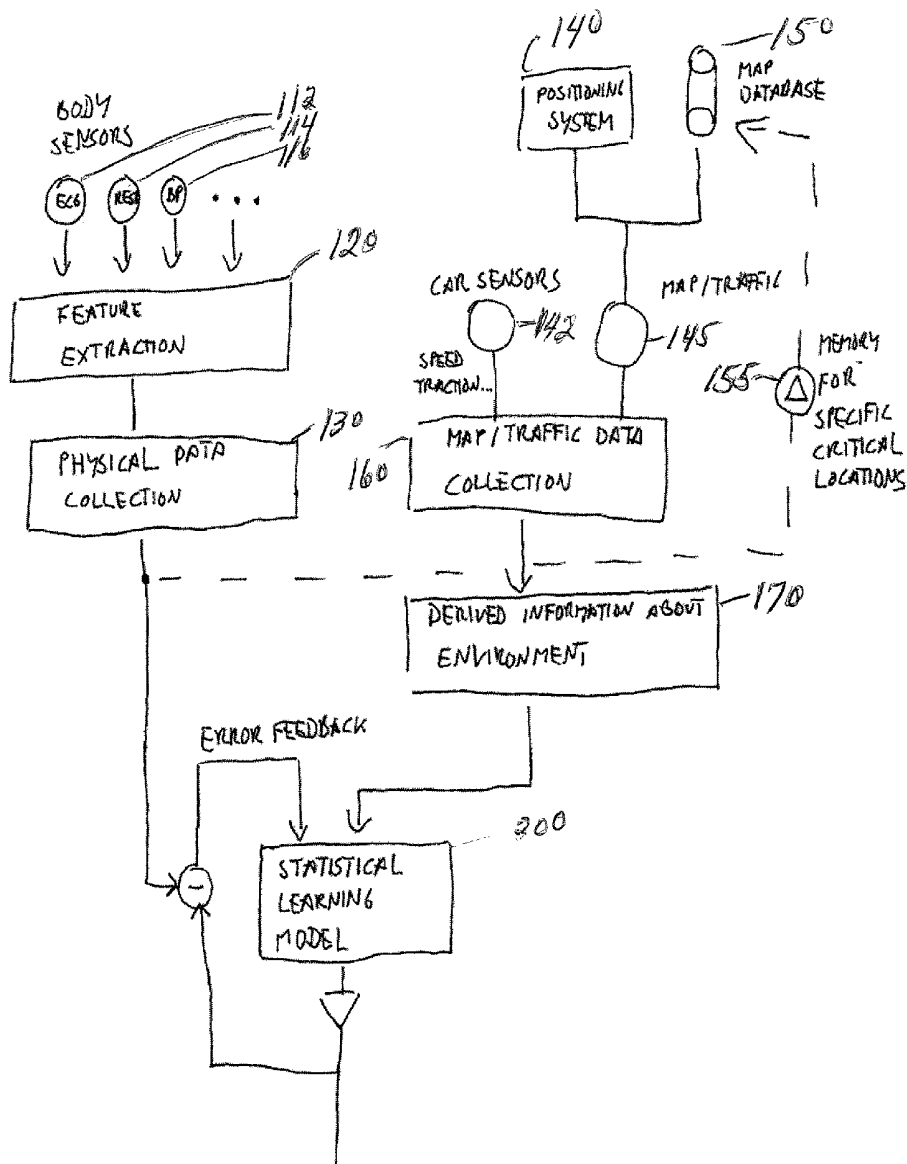 140
150
POSITIONING
SYSTEM
MAP
DATABASE
BODY
SENSORS
112
114
116
ECG
RESP
BP
...
120
FEATURE
EXTRACTION
CAR SENSORS
142
MAP/TRAFFIC
145
SPEED
TRACTION...
155
MEMORY
FOR
SPECIFIC
CRITICAL
LOCATIONS
130
PHYSICAL DATA
COLLECTION
160
MAP/TRAFFIC DATA
COLLECTION
170
DERIVED INFORMATION ABOUT
ENVIRONMENT
ERROR FEEDBACK
200
STATISTICAL
LEARNING
MODEL
-